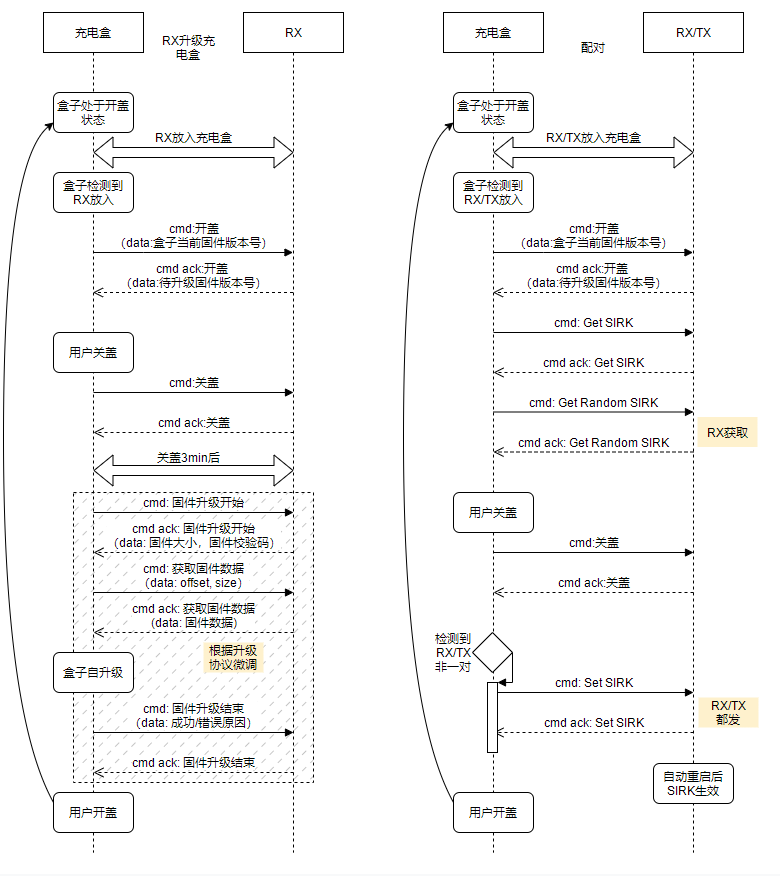 充电盒
RX升级充
电盒
RX
盒子处于开盖
状态
RX放入充电盒
盒子检测到
RX放入
cmd:开盖
（data:盒子当前固件版本号）
cmd ack:开盖
（data:待升级固件版本号）
用户关盖
cmd:关盖
cmd ack:关盖
关盖3min后
cmd: 固件升级开始
cmd ack: 固件升级开始
（data: 固件大小，固件校验码）
cmd: 获取固件数据
（data: offset, size）
cmd ack: 获取固件数据
(data: 固件数据)
根据升级
协议微调
盒子自升级
cmd: 固件升级结束
(data: 成功/错误原因)
cmd ack: 固件升级结束
用户开盖
充电盒
配对
RX/TX
盒子处于开盖
状态
RX/TX放入充电盒
盒子检测到
RX/TX放入
cmd:开盖
（data:盒子当前固件版本号）
cmd ack:开盖
（data:待升级固件版本号）
cmd: Get SIRK
cmd ack: Get SIRK
cmd: Get Random SIRK
RX获取
cmd ack: Get Random SIRK
用户关盖
cmd:关盖
cmd ack:关盖
检测到
RX/TX
非一对
cmd: Set SIRK
RX/TX
都发
cmd ack: Set SIRK
自动重启后
SIRK生效
用户开盖